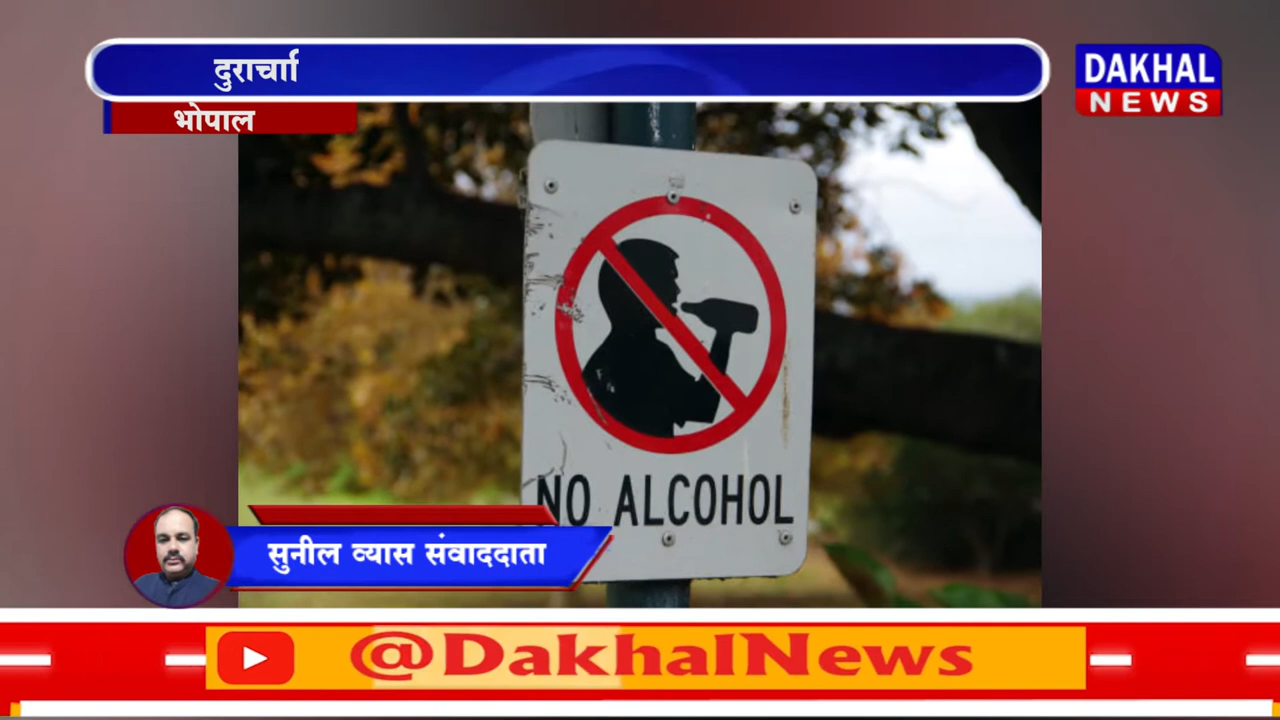 दुराचाा
DAKHAL
NEWS
भोपाल
NO ALCOHOL
सुनील व्यास संवाददाता
@DakhalNews